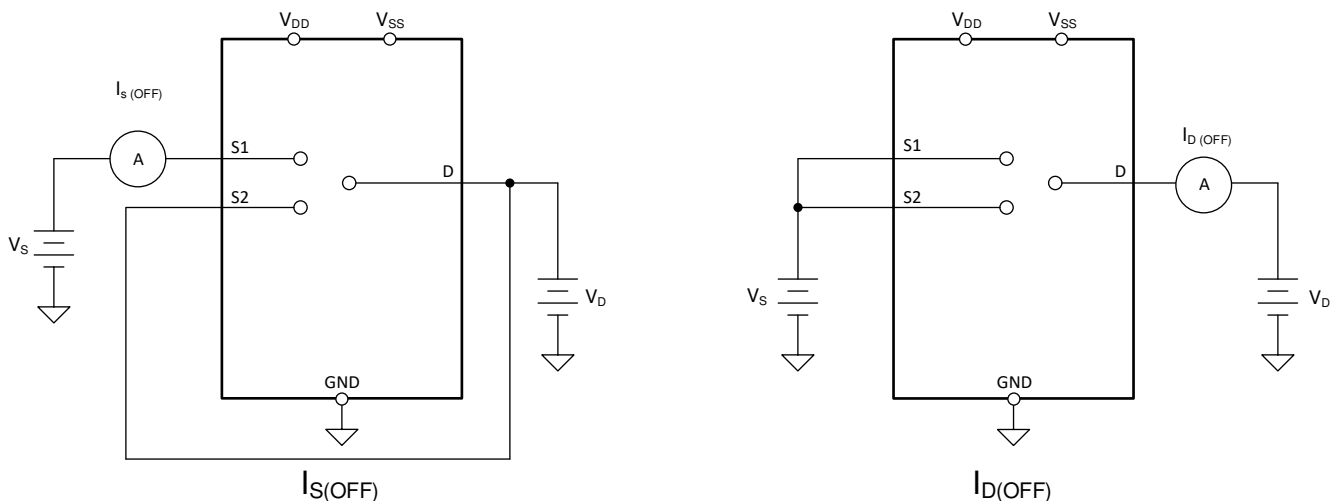 VDD VSS
Is (OFF)
A
S1
D
S2
VS
VD
GND
IS(OFF)
VDD VSS
ID (OFF)
S1
D
A
S2
VS
VD
GND
ID(OFF)